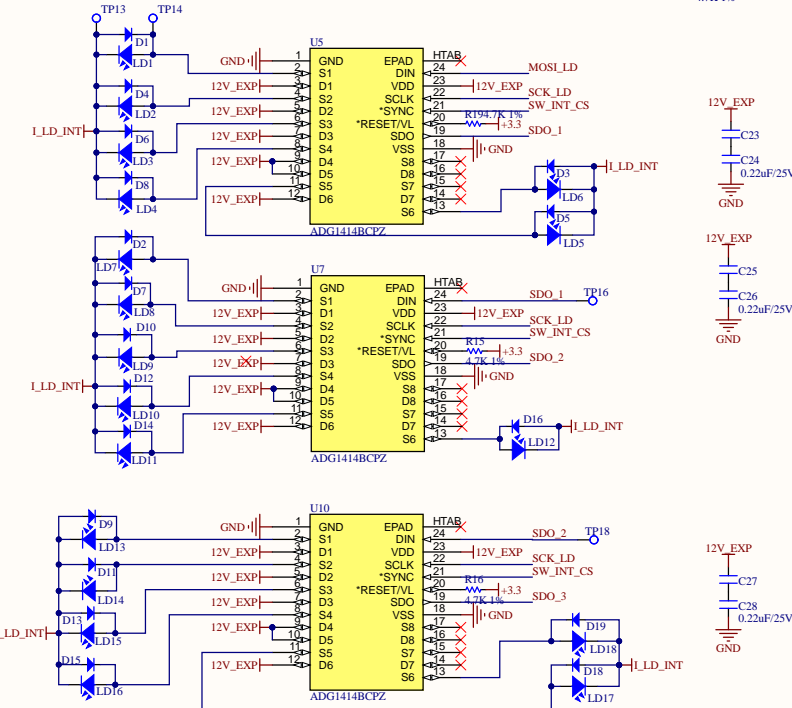 TP13 TP14
D1
LD1
D4
LD2
I_LD_INT
D6
LD3
D8
LD4
U5
GND 1 GND EPAD HTAB
2 S1 DIN 24 MOSI_LD
12V_EXP 3 D1 VDD 23 12V_EXP
4 S2 SCLK 22 SCK_LD
12V_EXP 5 D2 *SYNC 21 SW_INT_CS
6 S3 *RESET/VL 20 R19 4.7K 1% +3.3
12V_EXP 7 D3 SDO 19 SDO_1
8 S4 VSS 18 GND
12V_EXP 9 D4 S8 17
10 D5 D8 16
11 S5 S7 15
12V_EXP 12 D6 D7 14
S6 13
ADG1414BCPZ
D3 I_LD_INT
LD6
D5
LD5
12V_EXP
C23
C24
0.22uF/25V
GND
D2
LD7
D7
LD8
D10
LD9
I_LD_INT
D12
LD10
D14
LD11
U7
GND 1 GND EPAD HTAB
2 S1 DIN 24 SDO_1 TP16
12V_EXP 3 D1 VDD 23 12V_EXP
4 S2 SCLK 22 SCK_LD
12V_EXP 5 D2 *SYNC 21 SW_INT_CS
6 S3 *RESET/VL 20 R15 4.7K 1% +3.3
12V_EXP 7 D3 SDO 19 SDO_2
8 S4 VSS 18 GND
12V_EXP 9 D4 S8 17
10 D5 D8 16
11 S5 S7 15
12V_EXP 12 D6 D7 14
S6 13
ADG1414BCPZ
D16 I_LD_INT
LD12
12V_EXP
C25
C26
0.22uF/25V
GND
D9
LD13
D11
LD14
D13
_LD_INT
LD15
D15
LD16
U10
GND 1 GND EPAD HTAB
2 S1 DIN 24 SDO_2 TP18
12V_EXP 3 D1 VDD 23 12V_EXP
4 S2 SCLK 22 SCK_LD
12V_EXP 5 D2 *SYNC 21 SW_INT_CS
6 S3 *RESET/VL 20 R16 4.7K 1% +3.3
12V_EXP 7 D3 SDO 19 SDO_3
8 S4 VSS 18 GND
12V_EXP 9 D4 S8 17
10 D5 D8 16
11 S5 S7 15
12V_EXP 12 D6 D7 14
S6 13
ADG1414BCPZ
D19
LD18
D18 I_LD_INT
LD17
12V_EXP
C27
C28
0.22uF/25V
GND